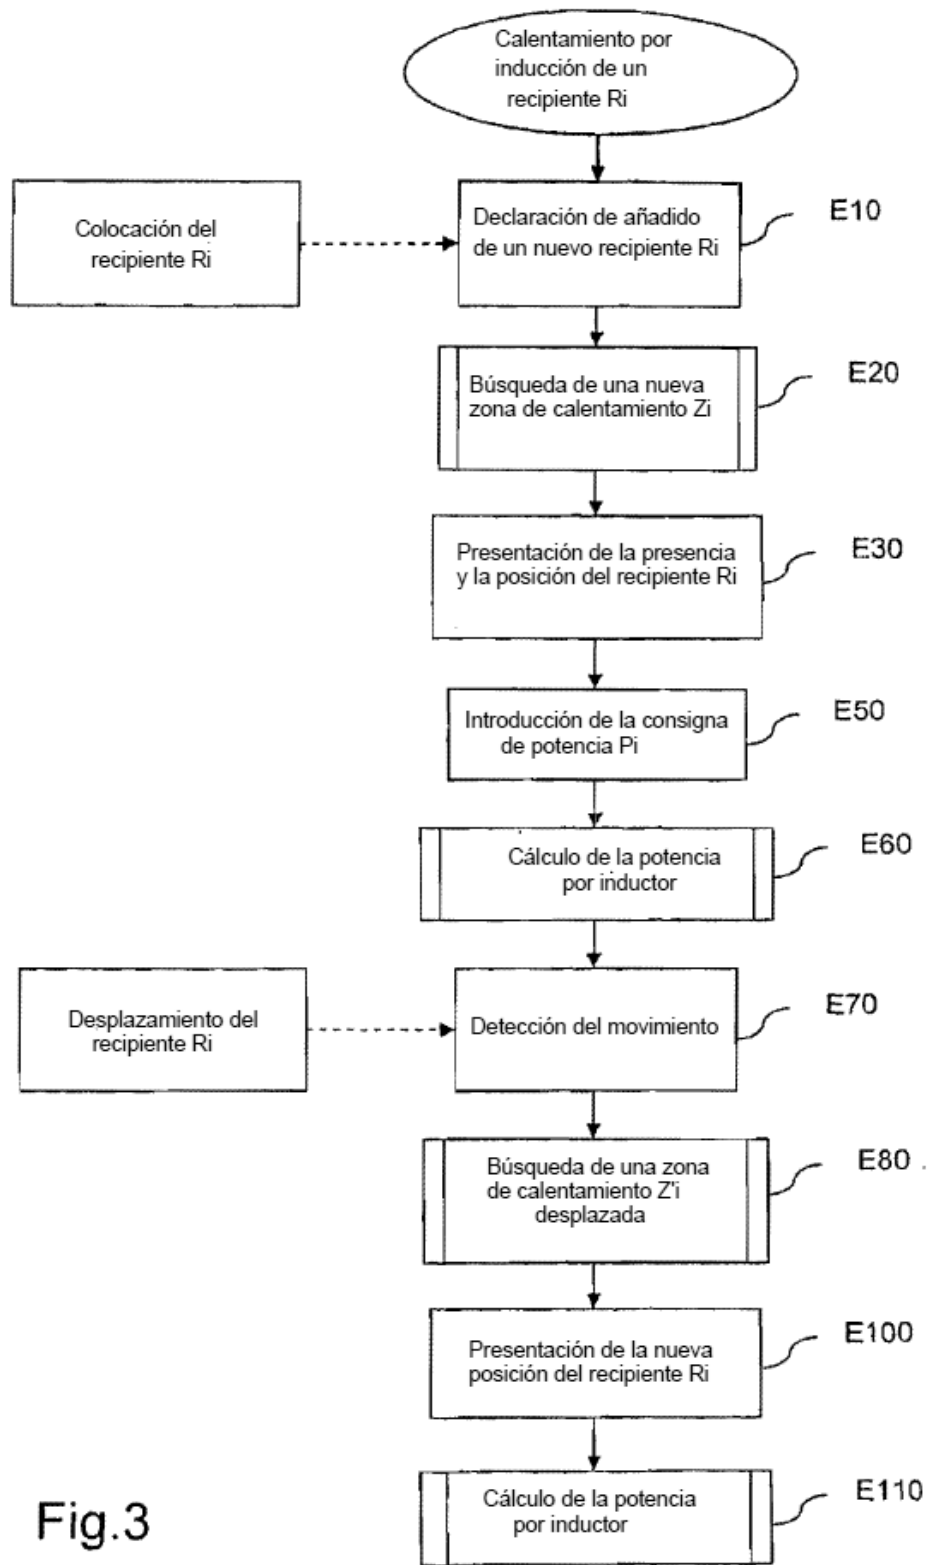 Calentamiento por
inducción de un
recipiente Ri
Colocación del
recipiente Ri
Declaración de añadido
de un nuevo recipiente Ri
E10
Búsqueda de una nueva
zona de calentamiento Zi
E20
Presentación de la presencia
y la posición del recipiente Ri
E30
Introducción de la consigna
de potencia Pi
E50
Cálculo de la potencia
por inductor
E60
Desplazamiento del
recipiente Ri
Detección del movimiento
E70
Búsqueda de una zona
de calentamiento Z'i
desplazada
E80
Presentación de la nueva
posición del recipiente Ri
E100
Cálculo de la potencia
por inductor
E110
Fig.3